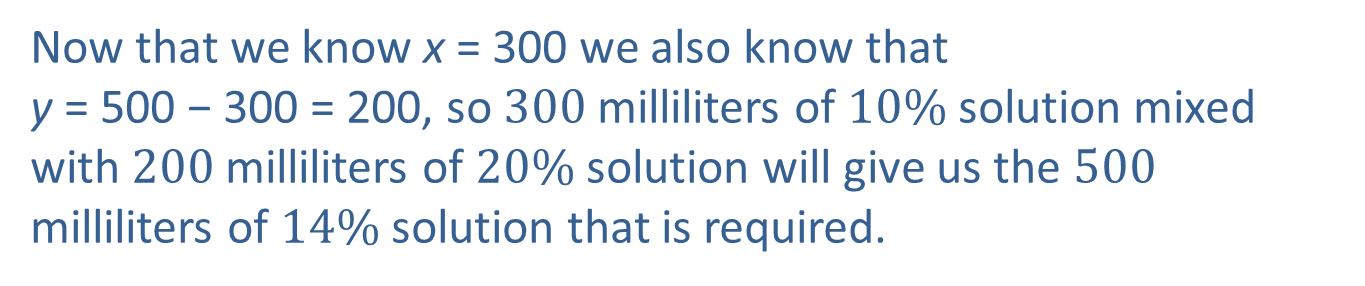 Now that we know x = 300 we also know that
y = 500 − 300 = 200, so 300 milliliters of 10% solution mixed
with 200 milliliters of 20% solution will give us the 500
milliliters of 14% solution that is required.